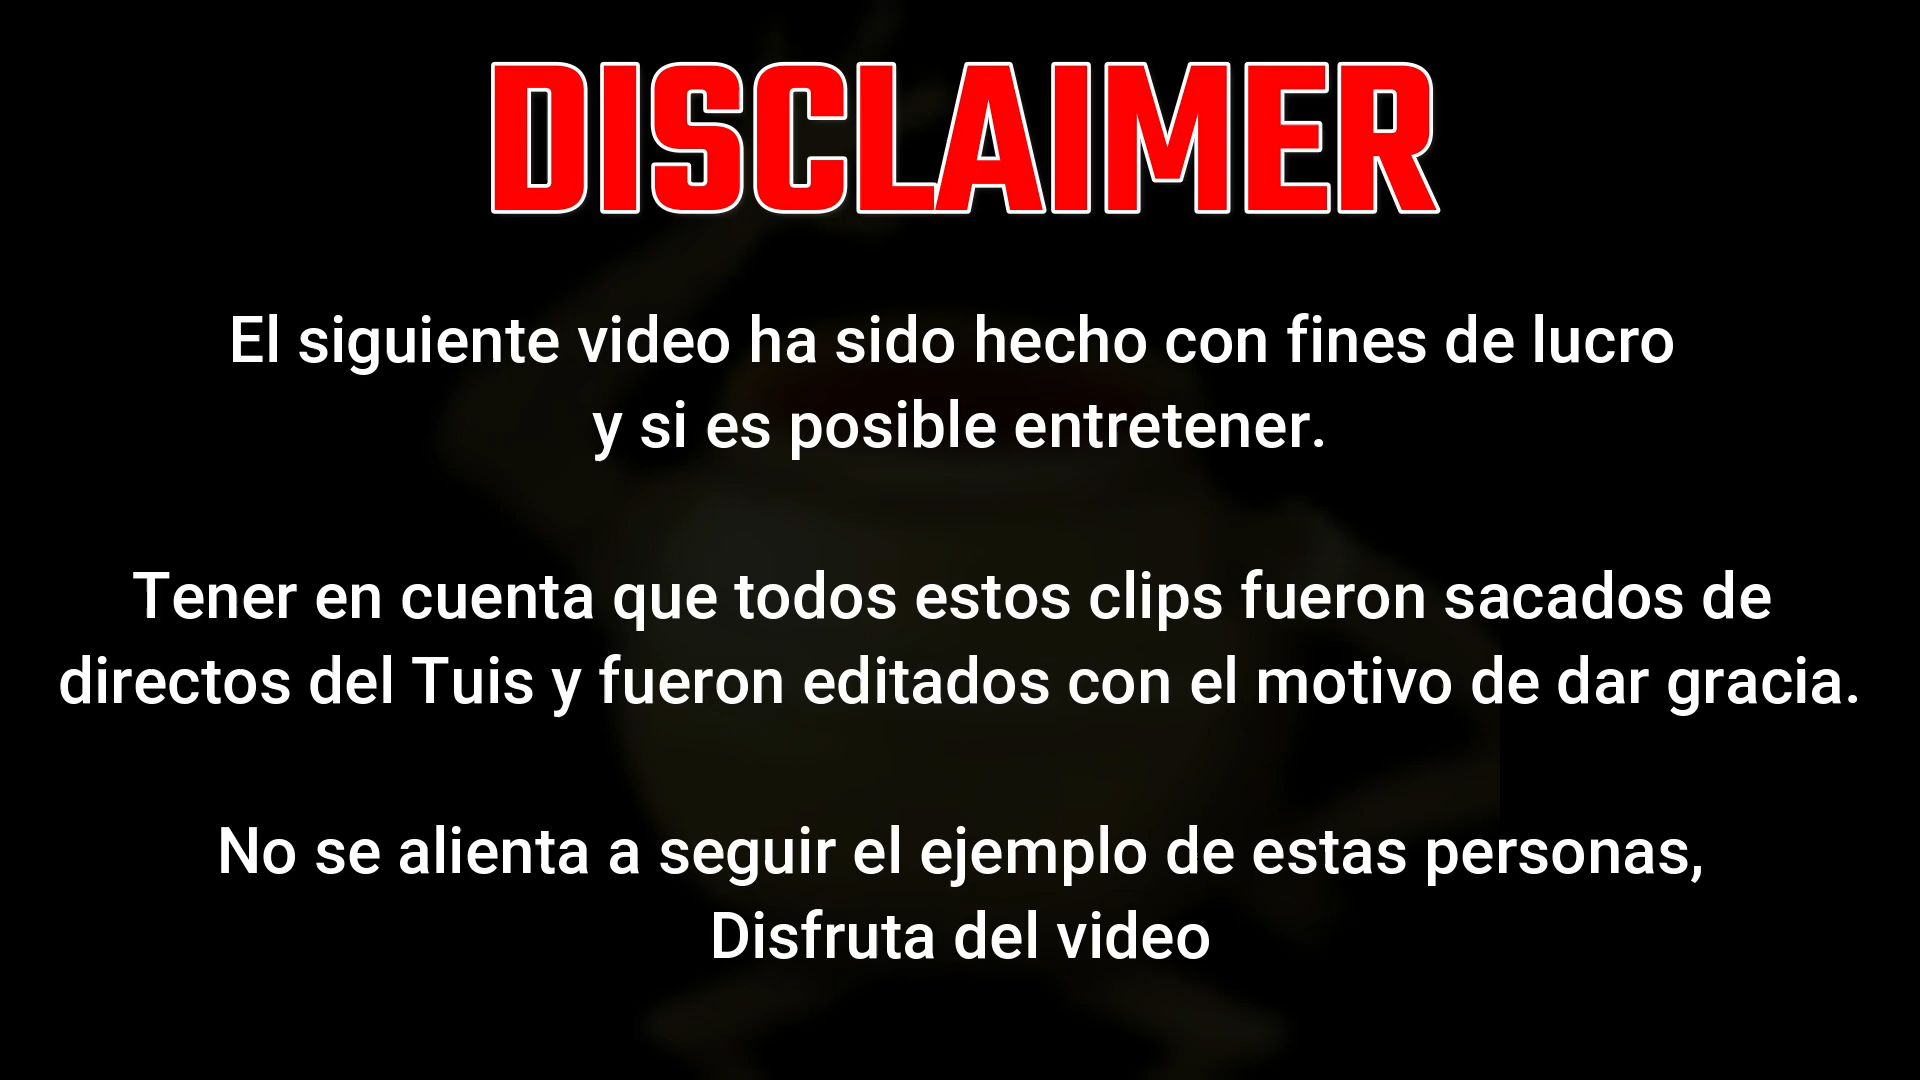 DISCLAIMER
El siguiente video ha sido hecho con fines de lucro
y si es posible entretener.
Tener en cuenta que todos estos clips fueron sacados de
directos del Tuis y fueron editados con el motivo de dar gracia.
No se alienta a seguir el ejemplo de estas personas,
Disfruta del video